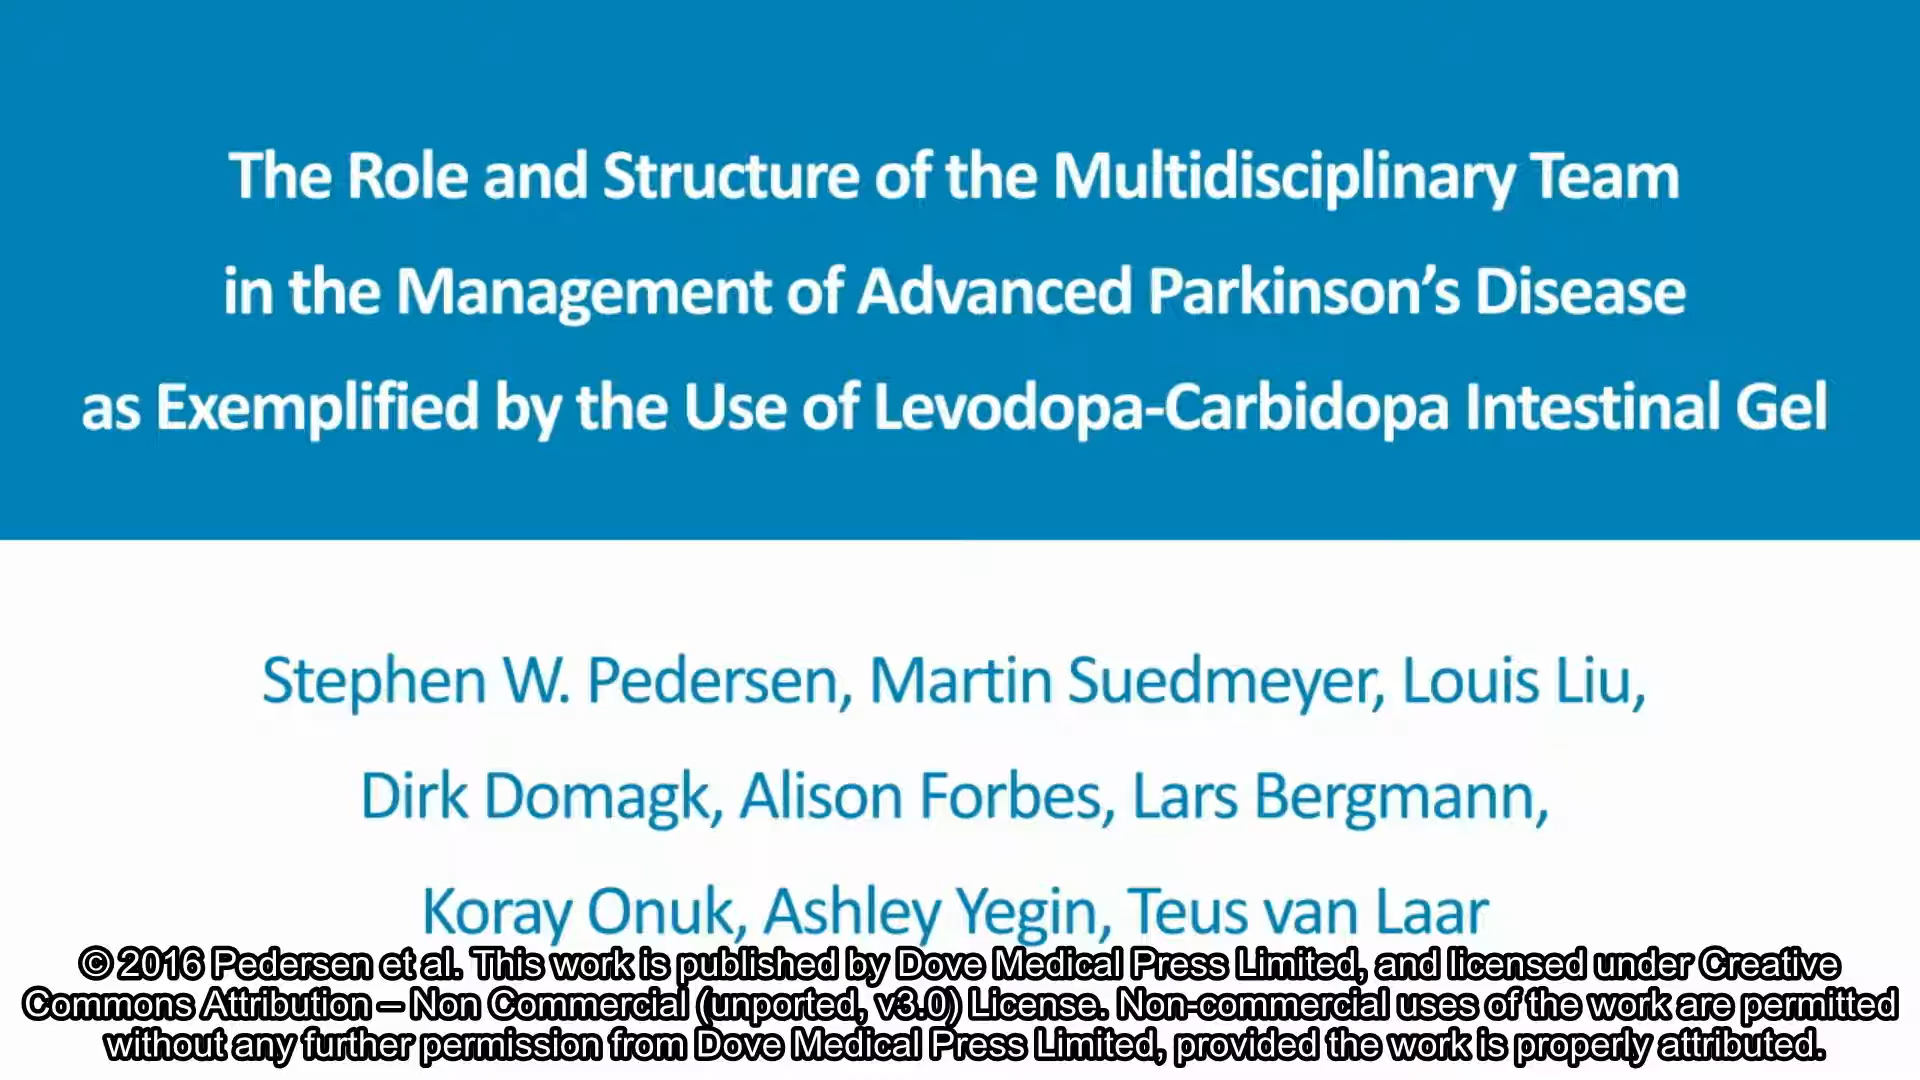 The Role and Structure of the Multidisciplinary Team
in the Management of Advanced Parkinson’s Disease
as Exemplified by the Use of Levodopa-Carbidopa Intestinal Gel
Stephen W. Pedersen, Martin Suedmeyer, Louis Liu,
Dirk Domagk, Alison Forbes, Lars Bergmann,
Koray Onuk, Ashley Yegin, Teus van Laar
© 2016 Pedersen et al. This work is published by Dove Medical Press Limited, and licensed under Creative
Commons Attribution – Non Commercial (unported, v3.0) License. Non-commercial uses of the work are permitted
without any further permission from Dove Medical Press Limited, provided the work is properly attributed.